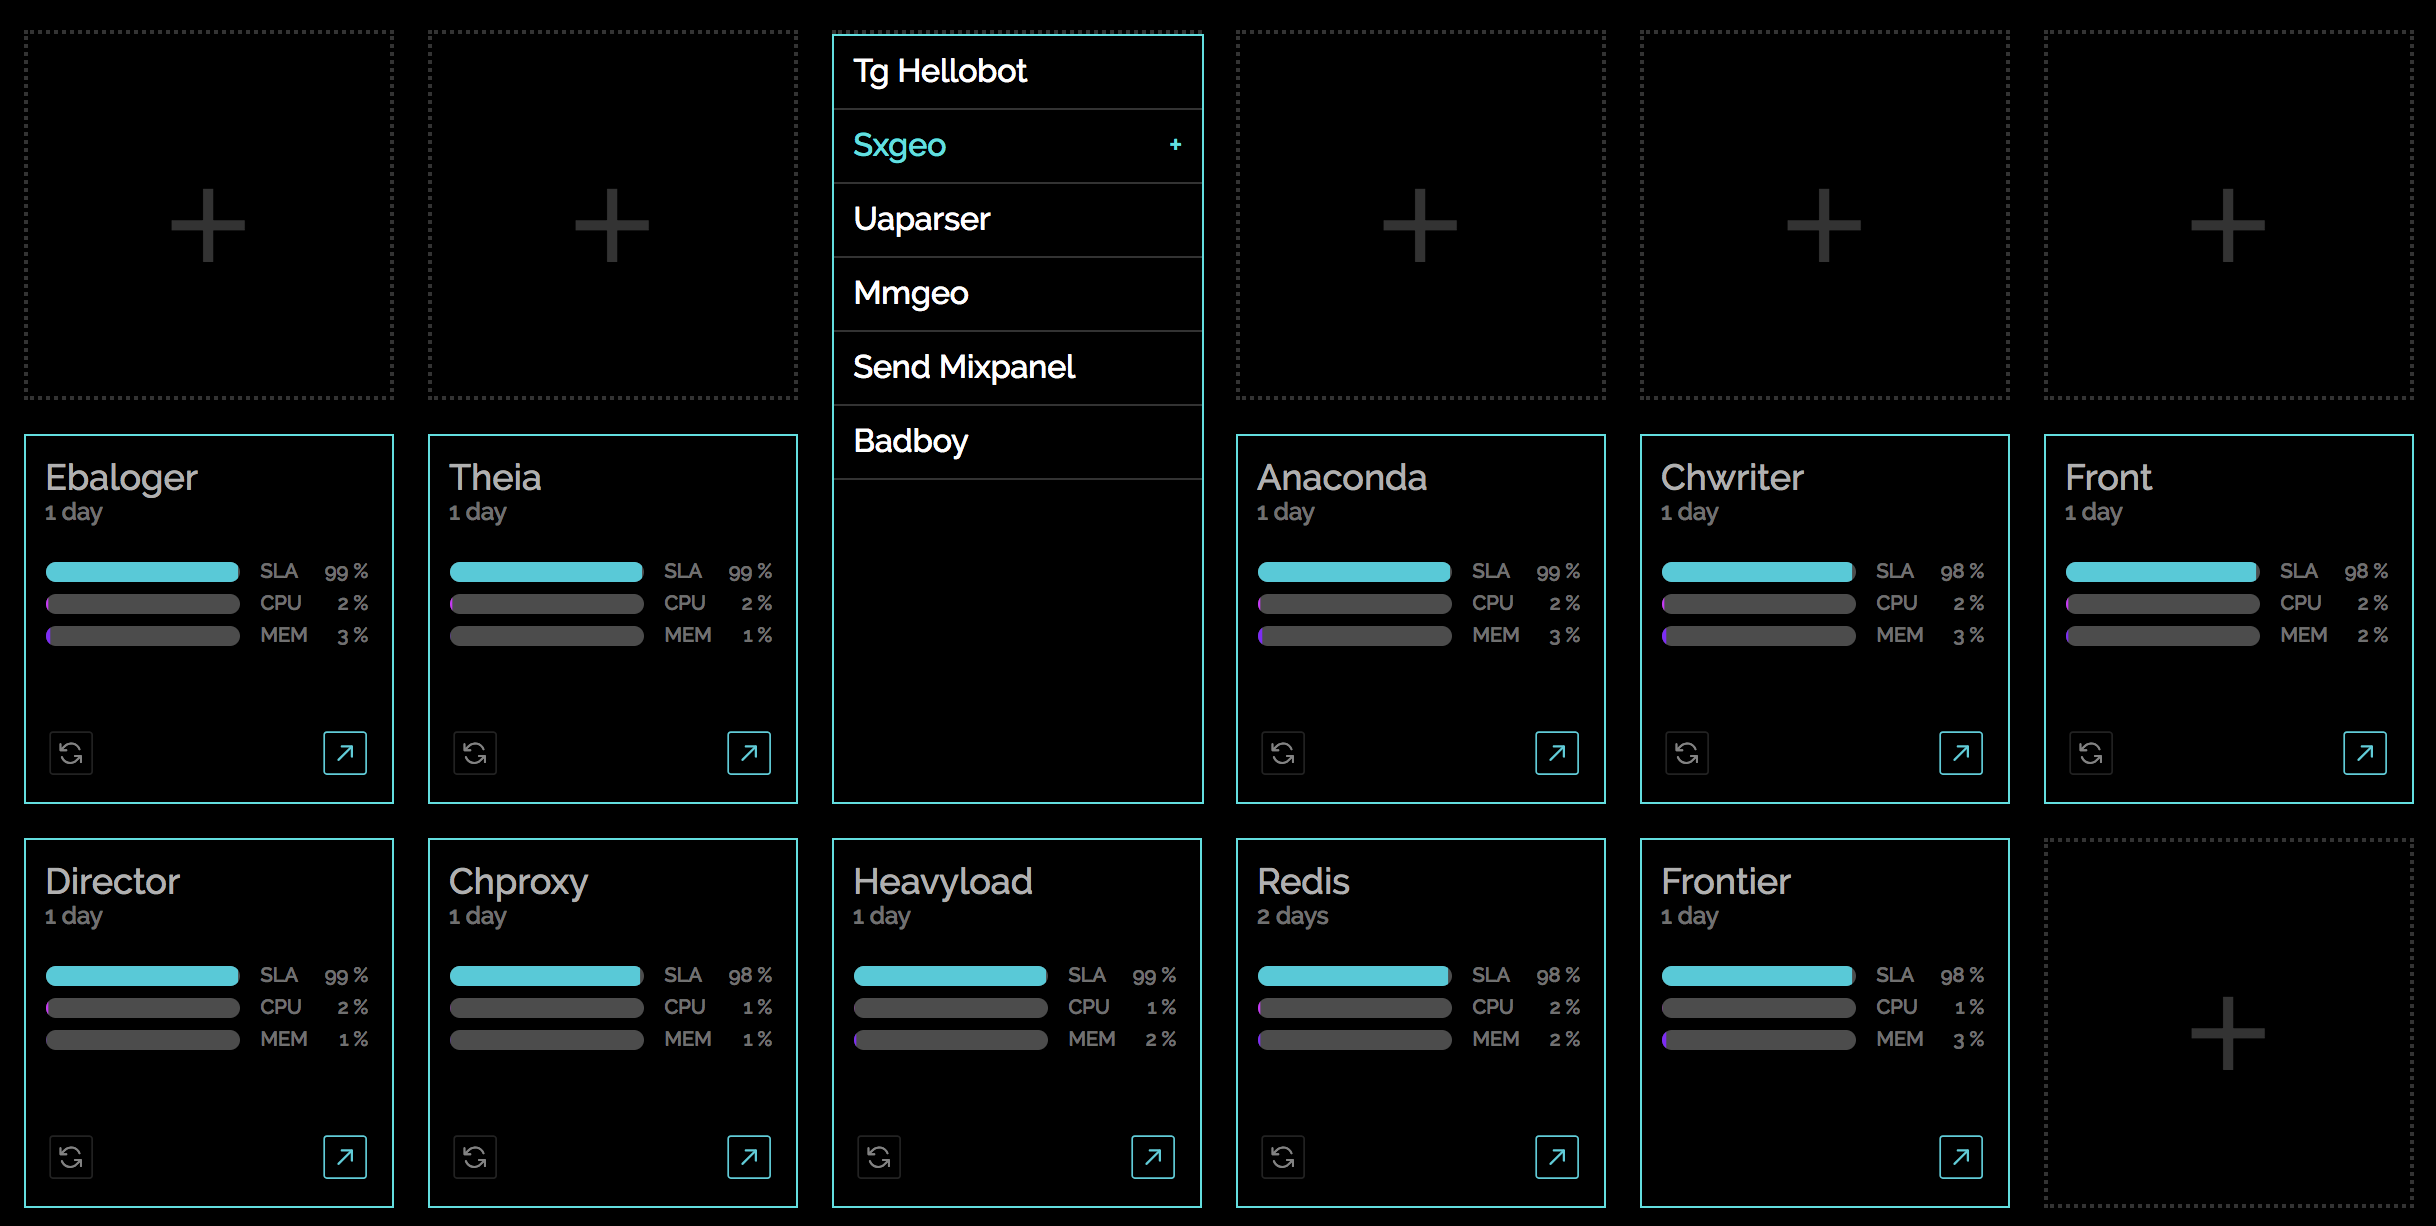 Tg Hellobot
Sxgeo +
Uaparser
Mmgeo
Send Mixpanel
Badboy
Ebaloger
1 day
SLA 99 %
CPU 2 %
MEM 3 %
Theia
1 day
SLA 99 %
CPU 2 %
MEM 1 %
Anaconda
1 day
SLA 99 %
CPU 2 %
MEM 3 %
Chwriter
1 day
SLA 98 %
CPU 2 %
MEM 3 %
Front
1 day
SLA 98 %
CPU 2 %
MEM 2 %
Director
1 day
SLA 99 %
CPU 2 %
MEM 1 %
Chproxy
1 day
SLA 98 %
CPU 1 %
MEM 1 %
Heavyload
1 day
SLA 99 %
CPU 1 %
MEM 2 %
Redis
2 days
SLA 98 %
CPU 2 %
MEM 2 %
Frontier
1 day
SLA 98 %
CPU 1 %
MEM 3 %